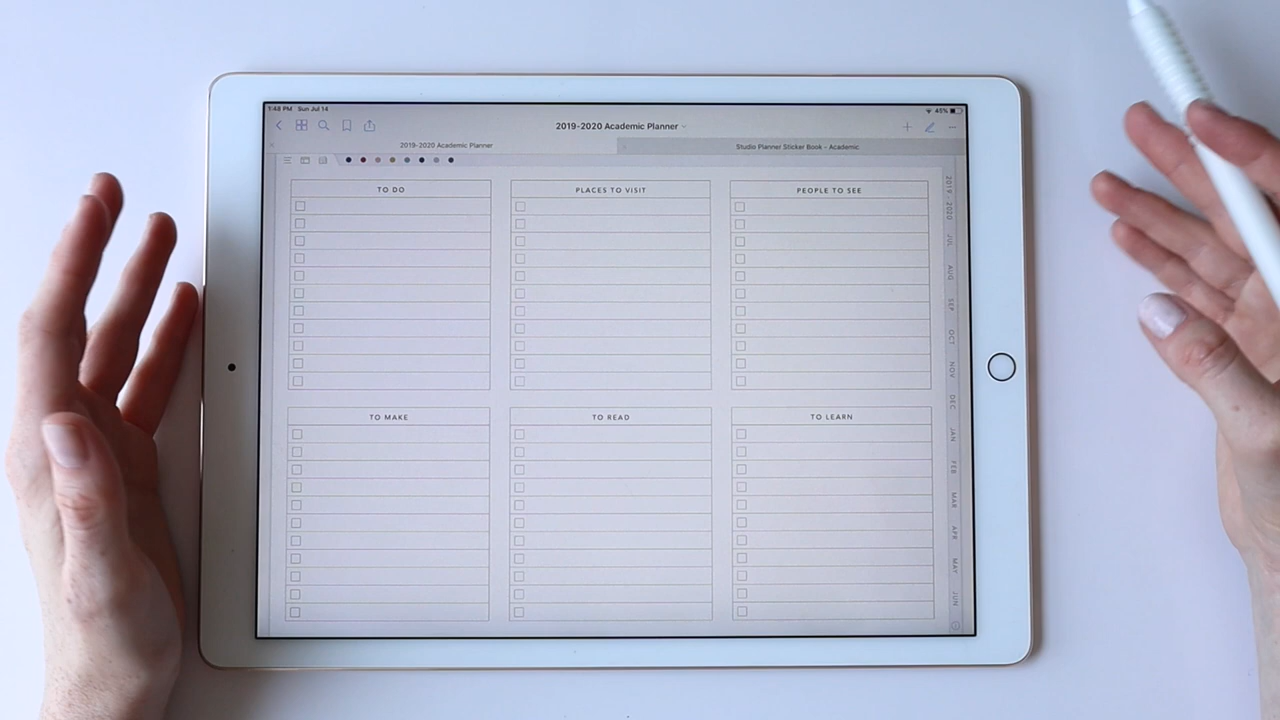 1:48 PM Sun Jul 14
45%
2019-2020 Academic Planner
2019-2020 Academic Planner
Studio Planner Sticker Book - Academic
TO DO
PLACES TO VISIT
PEOPLE TO SEE
TO MAKE
TO READ
TO LEARN
2019 - 2020
JUL
AUG
SEP
OCT
NOV
DEC
JAN
FEB
MAR
APR
MAY
JUN